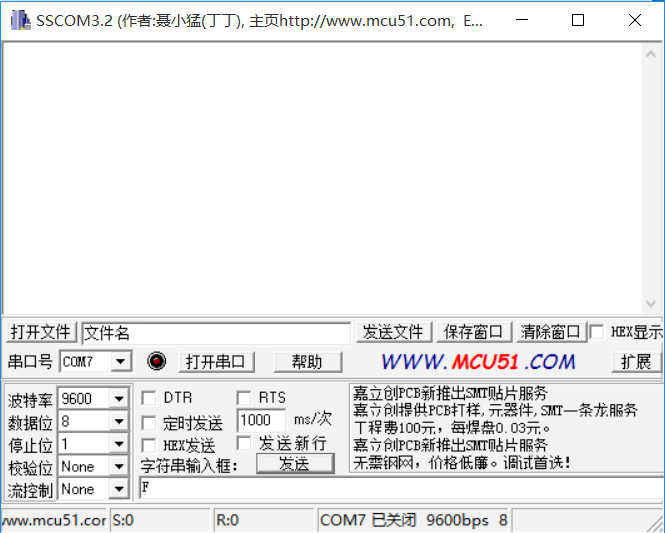 SSCOM3.2 (作者:聂小猛(丁丁), 主页http://www.mcu51.com, E...
打开文件 文件名 发送文件 保存窗口 清除窗口 HEX显示
串口号 COM7 打开串口 帮助 WWW.MCU51.COM 扩展
波特率 9600
数据位 8
停止位 1
校验位 None
流控制 None
DTR RTS
定时发送 1000 ms/次
HEX发送 发送新行
字符串输入框: 发送
F
嘉立创PCB新推出SMT贴片服务
嘉立创提供PCB打样,元器件,SMT一条龙服务
工程费100元，每焊盘0.03元。
嘉立创PCB新推出SMT贴片服务
无需钢网，价格低廉。调试首选！
www.mcu51.cor S:0 R:0 COM7 已关闭 9600bps 8